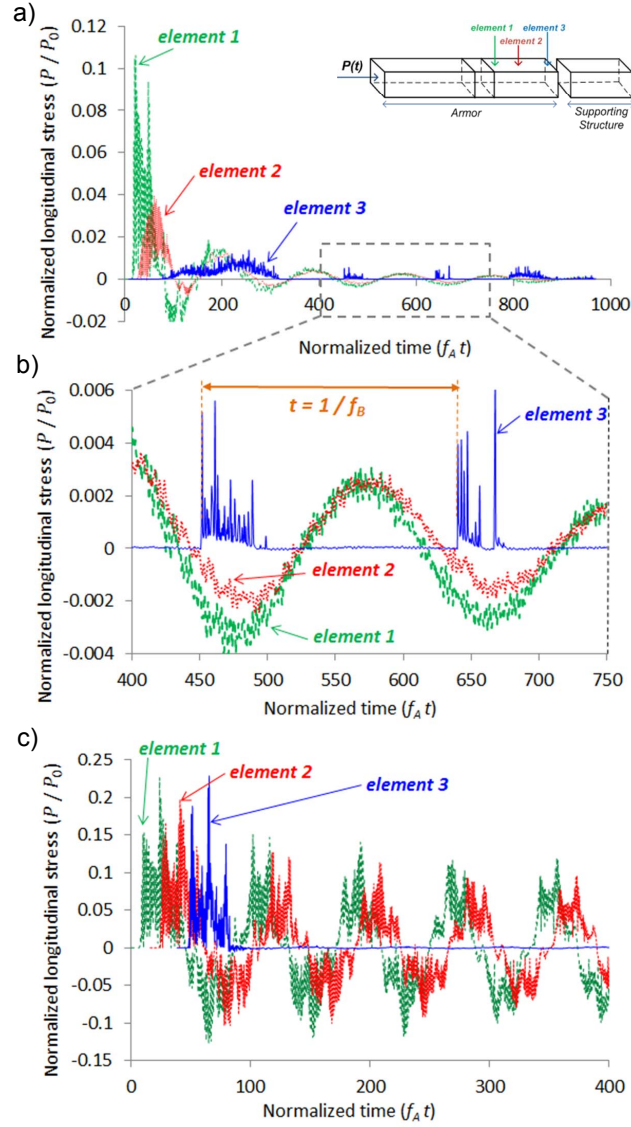 a)
Normalized longitudinal stress (P / P₀)
0.12
0.1
0.08
0.06
0.04
0.02
0
-0.02
element 1
element 2
element 3
0 200 400 600 800 1000
Normalized time (f_A t)
element 1 element 3
element 2
P(t)
Armor Supporting
Structure
b)
Normalized longitudinal stress (P / P₀)
0.006
0.004
0.002
0
-0.002
-0.004
t = 1 / f_B
element 3
element 2
element 1
400 450 500 550 600 650 700 750
Normalized time (f_A t)
c)
Normalized longitudinal stress (P / P₀)
0.25
0.2
0.15
0.1
0.05
0
-0.05
-0.1
-0.15
element 1
element 2
element 3
0 100 200 300 400
Normalized time (f_A t)